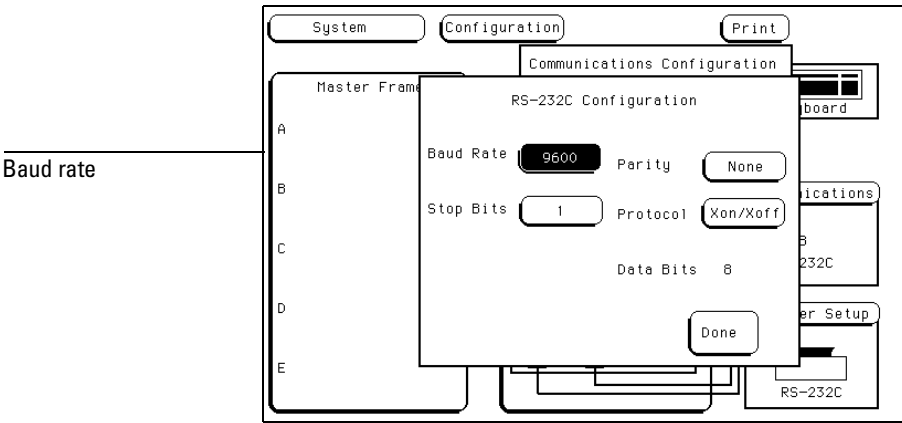 System Configuration Print
Communications Configuration
Master Frame
RS-232C Configuration
board
A
Baud Rate 9600 Parity None
Baud rate
B
ications
Stop Bits 1 Protocol Xon/Xoff
C
B
232C
Data Bits 8
D
er Setup
Done
E
RS-232C